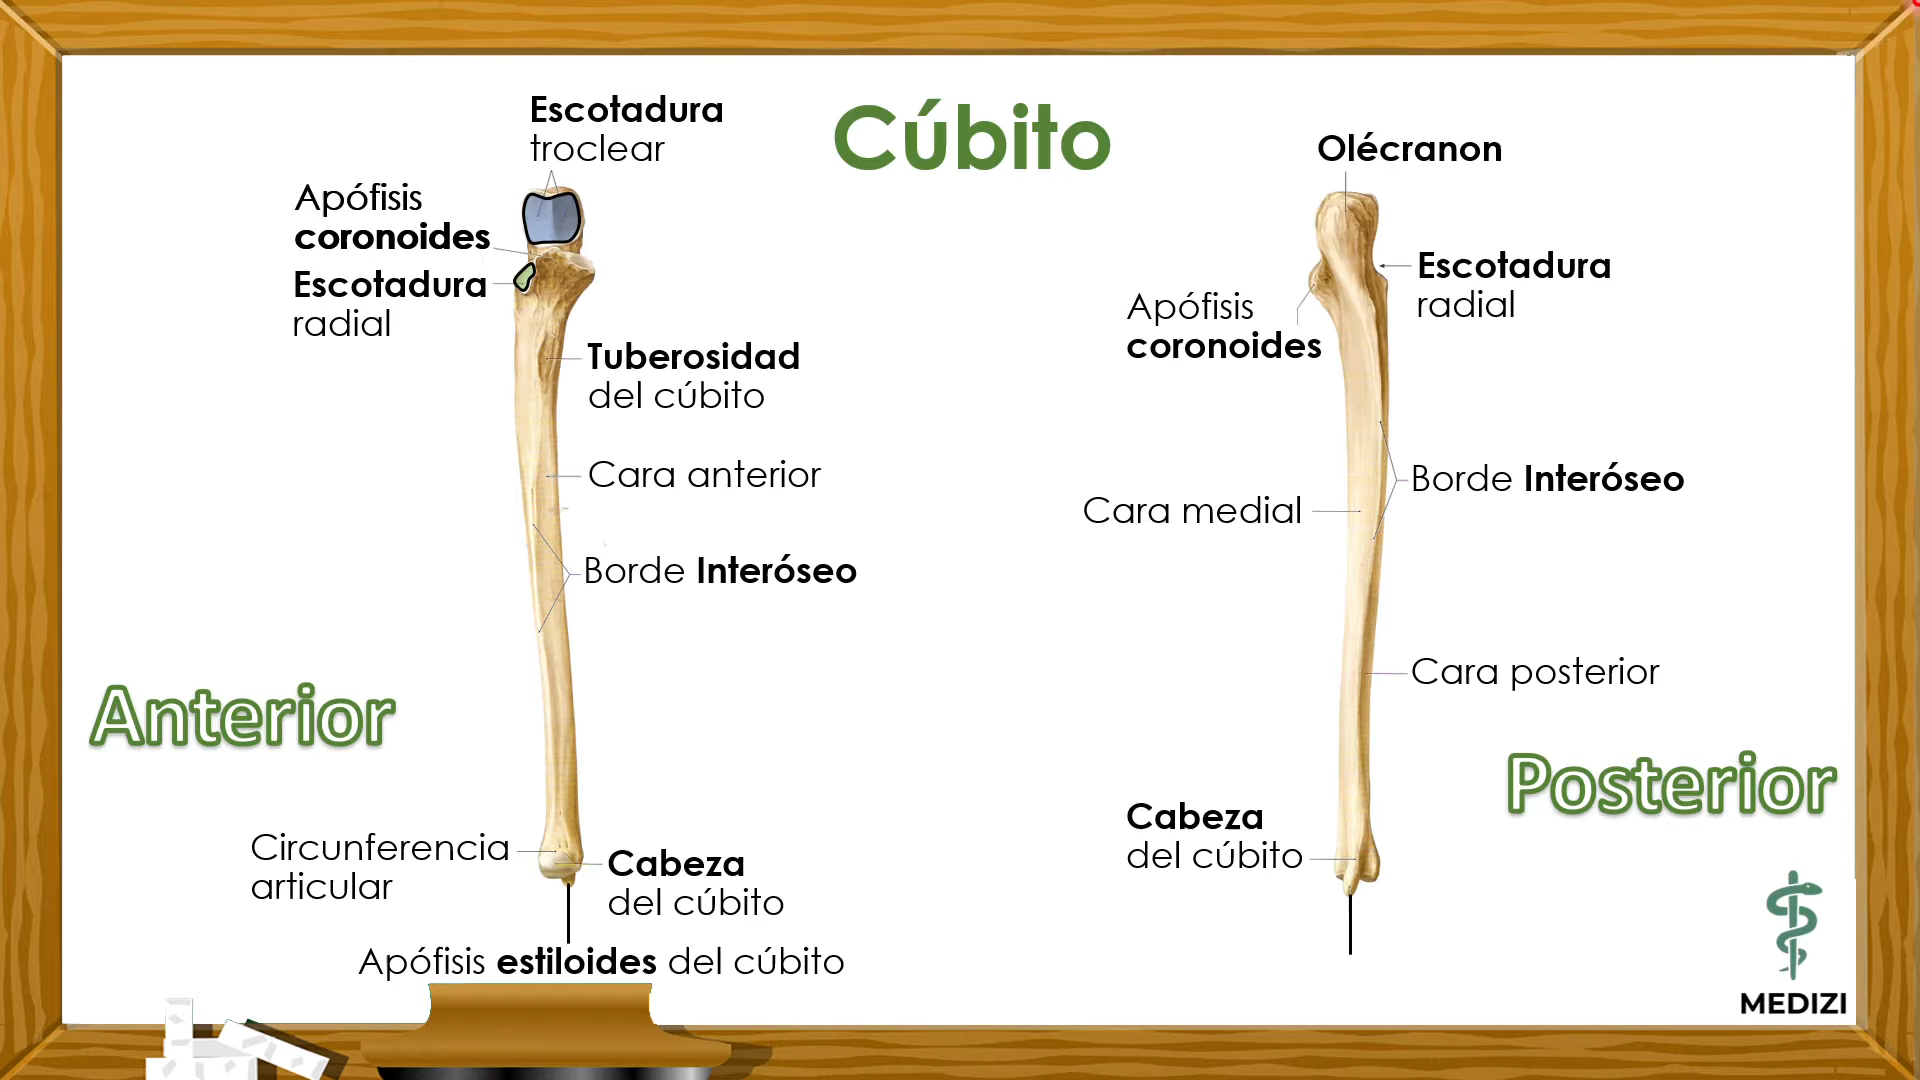 Cúbito
Escotadura
troclear
Apófisis
coronoides
Escotadura
radial
Tuberosidad
del cúbito
Cara anterior
Borde Interóseo
Anterior
Circunferencia
articular
Cabeza
del cúbito
Apófisis estiloides del cúbito
Olécranon
Escotadura
radial
Apófisis
coronoides
Borde Interóseo
Cara medial
Cara posterior
Posterior
Cabeza
del cúbito
MEDIZI